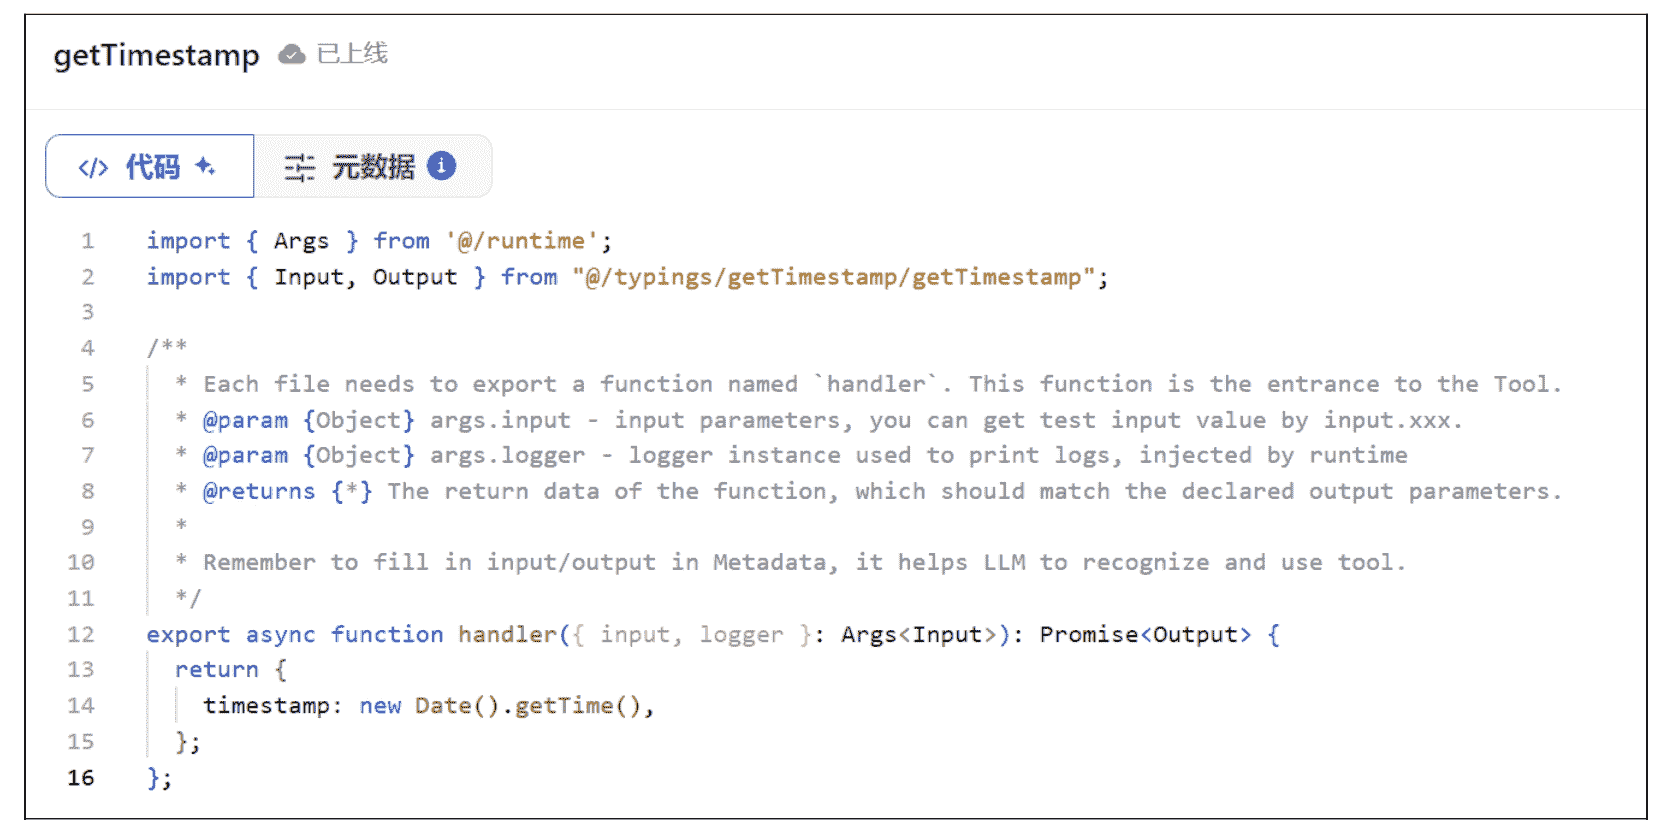 getTimestamp 已上线
</> 代码 元数据 i
1 import { Args } from '@/runtime';
2 import { Input, Output } from "@/typings/getTimestamp/getTimestamp";
3
4 /**
5 * Each file needs to export a function named `handler`. This function is the entrance to the Tool.
6 * @param {Object} args.input - input parameters, you can get test input value by input.xxx.
7 * @param {Object} args.logger - logger instance used to print logs, injected by runtime
8 * @returns {*} The return data of the function, which should match the declared output parameters.
9 *
10 * Remember to fill in input/output in Metadata, it helps LLM to recognize and use tool.
11 */
12 export async function handler({ input, logger }: Args<Input>): Promise<Output> {
13 return {
14 timestamp: new Date().getTime(),
15 };
16 };